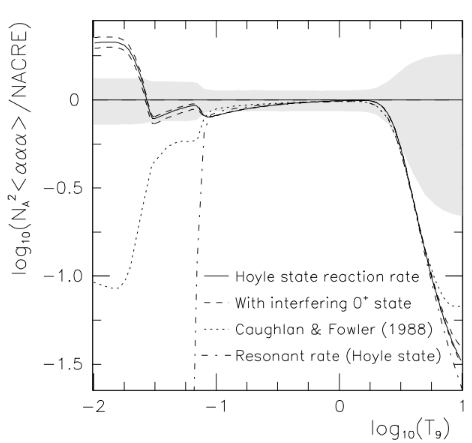 log₁₀(N_A²<ααα>/NACRE)
0
−0.5
−1.0
−1.5
Hoyle state reaction rate
With interfering 0⁺ state
Caughlan & Fowler (1988)
Resonant rate (Hoyle state)
−2
−1
0
1
log₁₀(T₉)